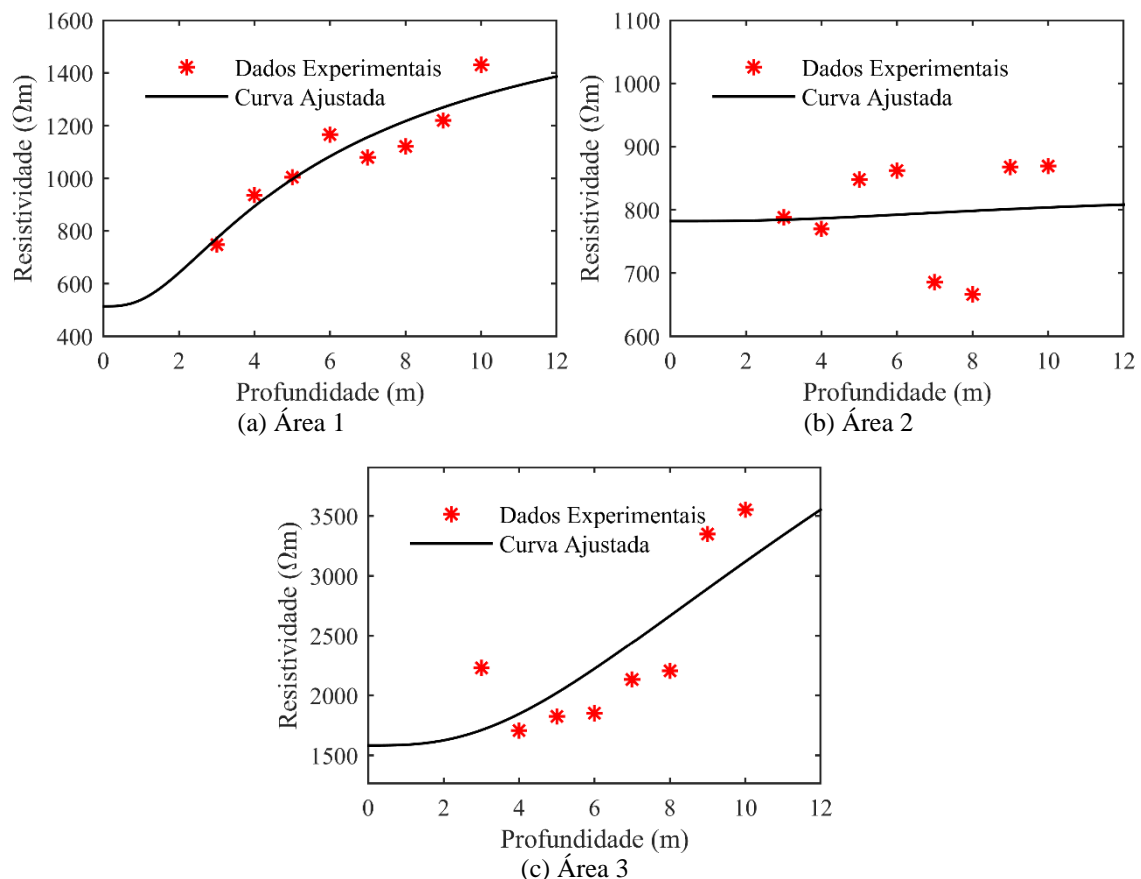 1600
1400
1200
1000
800
600
400
Resistividade (Ωm)
Dados Experimentais
Curva Ajustada
0 2 4 6 8 10 12
Profundidade (m)
(a) Área 1
1100
1000
900
800
700
600
Resistividade (Ωm)
Dados Experimentais
Curva Ajustada
0 2 4 6 8 10 12
Profundidade (m)
(b) Área 2
3500
3000
2500
2000
1500
Resistividade (Ωm)
Dados Experimentais
Curva Ajustada
0 2 4 6 8 10 12
Profundidade (m)
(c) Área 3